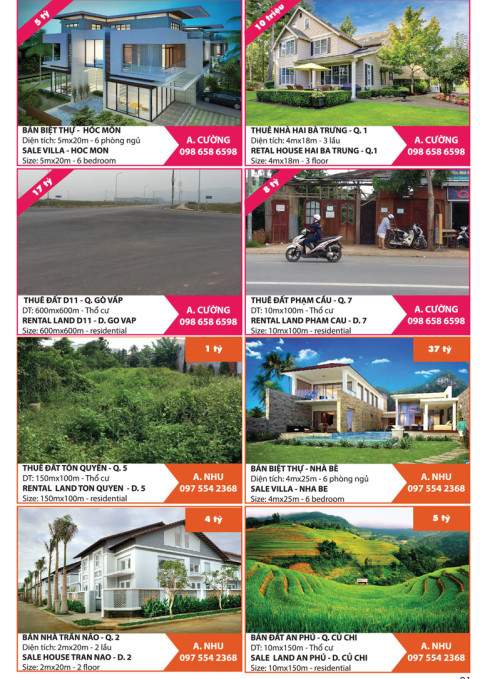 5 tỷ
BÁN BIỆT THỰ - HÓC MÔN
Diện tích: 5mx20m - 6 phòng ngủ
SALE VILLA - HOC MON
Size: 5mx20m - 6 bedroom
A. CƯỜNG
098 658 6598
10 triệu
THUÊ NHÀ HAI BÀ TRƯNG - Q. 1
Diện tích: 4mx18m - 3 lầu
RETAL HOUSE HAI BA TRUNG - Q.1
Size: 4mx18m - 3 floor
A. CƯỜNG
098 658 6598
17 tỷ
THUÊ ĐẤT D11 - Q. GÒ VẤP
DT: 600mx600m - Thổ cư
RENTAL LAND D11 - D. GO VAP
Size: 600mx600m - residential
A. CƯỜNG
098 658 6598
8 tỷ
THUÊ ĐẤT PHẠM CẦU - Q. 7
DT: 10mx100m - Thổ cư
RENTAL LAND PHAM CAU - D. 7
Size: 10mx100m - residential
A. CƯỜNG
098 658 6598
1 tỷ
THUÊ ĐẤT TÔN QUYỀN - Q. 5
DT: 150mx100m - Thổ cư
RENTAL LAND TON QUYEN - D. 5
Size: 150mx100m - residential
A. NHU
097 554 2368
37 tỷ
BÁN BIỆT THỰ - NHÀ BÈ
Diện tích: 4mx25m - 6 phòng ngủ
SALE VILLA - NHA BE
Size: 4mx25m - 6 bedroom
A. NHU
097 554 2368
4 tỷ
BÁN NHÀ TRẦN NÃO - Q. 2
Diện tích: 2mx20m - 2 lầu
SALE HOUSE TRAN NAO - D. 2
Size: 2mx20m - 2 floor
A. NHU
097 554 2368
5 tỷ
BÁN ĐẤT AN PHÚ - Q. CỦ CHI
DT: 10mx150m - Thổ cư
SALE LAND AN PHÚ - D. CỦ CHI
Size: 10mx150m - residential
A. NHU
097 554 2368